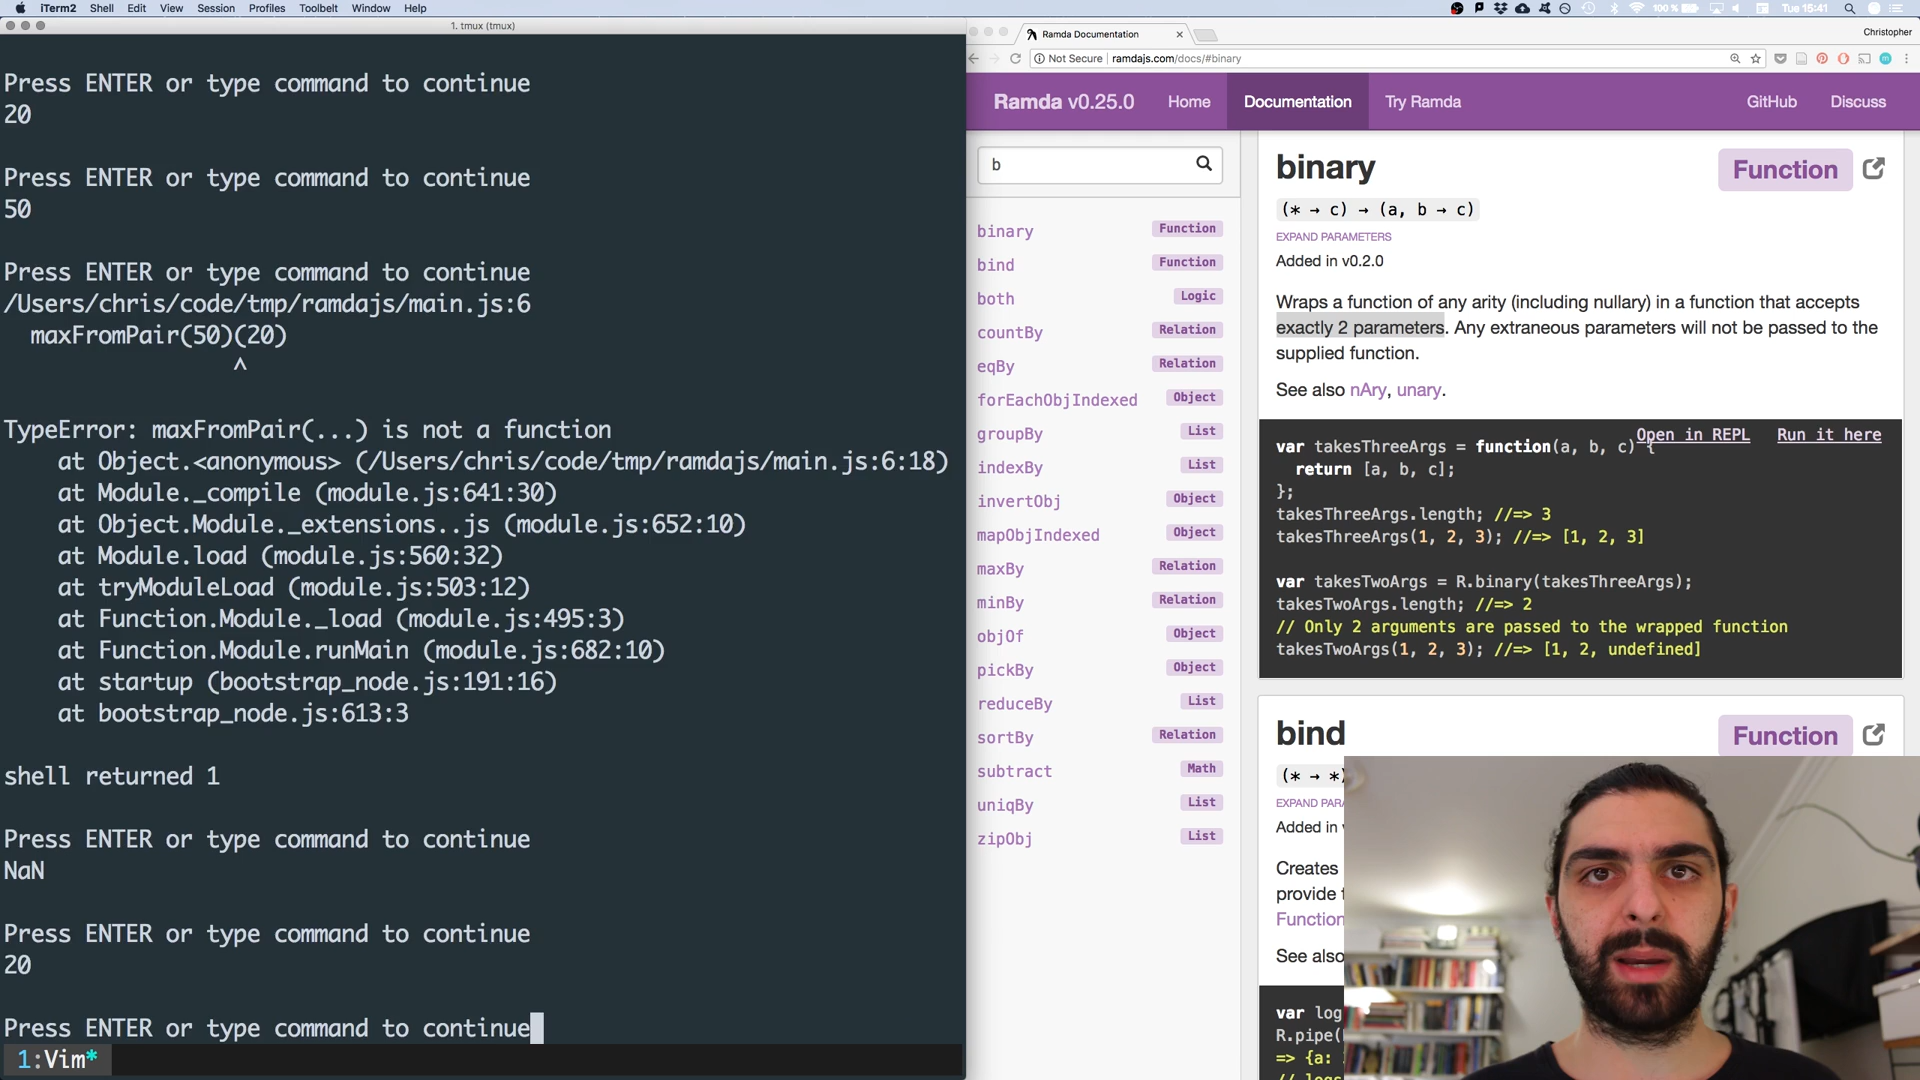 iTerm2 Shell Edit View Session Profiles Toolbelt Window Help
100% Tue 15:41
1. tmux (tmux)
Press ENTER or type command to continue
20
Press ENTER or type command to continue
50
Press ENTER or type command to continue
/Users/chris/code/tmp/ramdajs/main.js:6
maxFromPair(50)(20)
^
TypeError: maxFromPair(...) is not a function
at Object.<anonymous> (/Users/chris/code/tmp/ramdajs/main.js:6:18)
at Module._compile (module.js:641:30)
at Object.Module._extensions..js (module.js:652:10)
at Module.load (module.js:560:32)
at tryModuleLoad (module.js:503:12)
at Function.Module._load (module.js:495:3)
at Function.Module.runMain (module.js:682:10)
at startup (bootstrap_node.js:191:16)
at bootstrap_node.js:613:3
shell returned 1
Press ENTER or type command to continue
NaN
Press ENTER or type command to continue
20
Press ENTER or type command to continue
1:Vim*
Ramda Documentation
Christopher
Not Secure ramdajs.com/docs/#binary
Ramda v0.25.0 Home Documentation Try Ramda GitHub Discuss
b
binary Function
bind Function
both Logic
countBy Relation
eqBy Relation
forEachObjIndexed Object
groupBy List
indexBy List
invertObj Object
mapObjIndexed Object
maxBy Relation
minBy Relation
objOf Object
pickBy Object
reduceBy List
sortBy Relation
subtract Math
uniqBy List
zipObj List
binary Function
(* → c) → (a, b → c)
EXPAND PARAMETERS
Added in v0.2.0
Wraps a function of any arity (including nullary) in a function that accepts
exactly 2 parameters. Any extraneous parameters will not be passed to the
supplied function.
See also nAry, unary.
Open in REPL Run it here
var takesThreeArgs = function(a, b, c) {
return [a, b, c];
};
takesThreeArgs.length; //=> 3
takesThreeArgs(1, 2, 3); //=> [1, 2, 3]
var takesTwoArgs = R.binary(takesThreeArgs);
takesTwoArgs.length; //=> 2
// Only 2 arguments are passed to the wrapped function
takesTwoArgs(1, 2, 3); //=> [1, 2, undefined]
bind Function
(* → *)
EXPAND PARA
Added in
Creates
provide
Function
See also
var log
R.pipe(
=> {a:
// logs